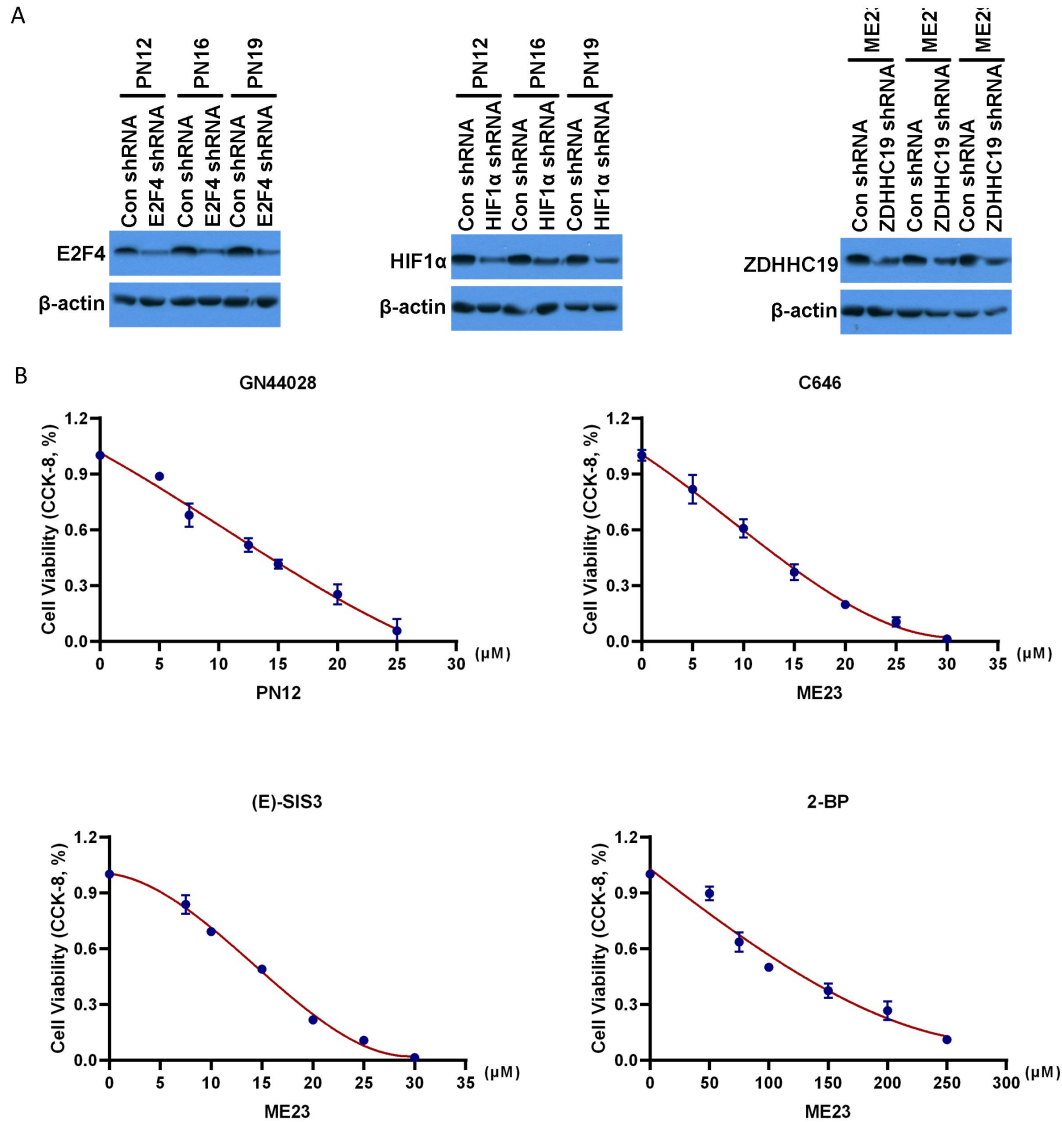 A
PN12 PN16 PN19
Con shRNA E2F4 shRNA Con shRNA E2F4 shRNA Con shRNA E2F4 shRNA
E2F4
β-actin
PN12 PN16 PN19
Con shRNA HIF1α shRNA Con shRNA HIF1α shRNA Con shRNA HIF1α shRNA
HIF1α
β-actin
ME2 ME2 ME2
Con shRNA ZDHHC19 shRNA Con shRNA ZDHHC19 shRNA Con shRNA ZDHHC19 shRNA
ZDHHC19
β-actin
B
GN44028
Cell Viability (CCK-8, %)
1.2
0.9
0.6
0.3
0.0
0 5 10 15 20 25 30 (μM)
PN12
C646
Cell Viability (CCK-8, %)
1.2
0.9
0.6
0.3
0.0
0 5 10 15 20 25 30 35 (μM)
ME23
(E)-SIS3
Cell Viability (CCK-8, %)
1.2
0.9
0.6
0.3
0.0
0 5 10 15 20 25 30 35 (μM)
ME23
2-BP
Cell Viability (CCK-8, %)
1.2
0.9
0.6
0.3
0.0
0 50 100 150 200 250 300 (μM)
ME23